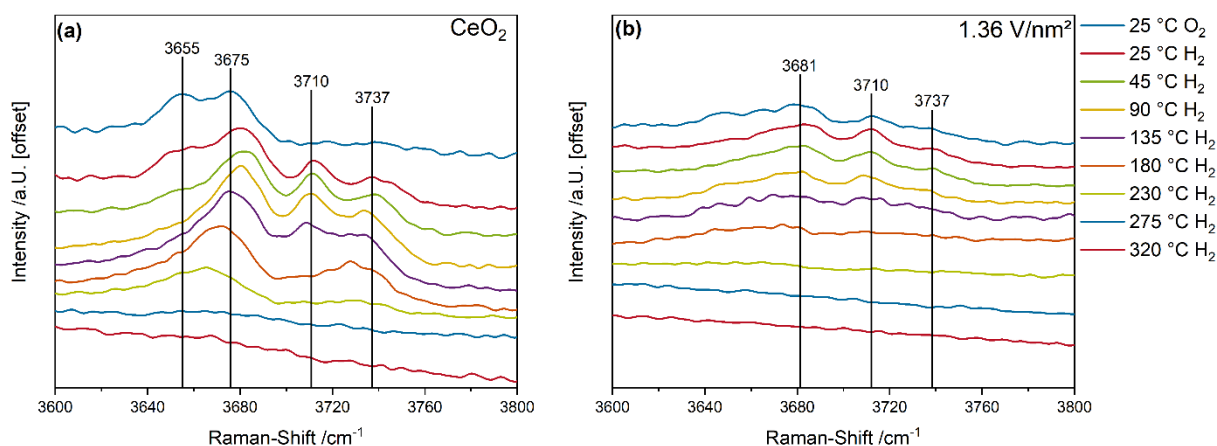 (a)
CeO₂
3655
3675
3710
3737
Intensity /a.U. [offset]
3600
3640
3680
3720
3760
3800
Raman-Shift /cm⁻¹
(b)
1.36 V/nm²
3681
3710
3737
Intensity /a.U. [offset]
3600
3640
3680
3720
3760
3800
Raman-Shift /cm⁻¹
25 °C O₂
25 °C H₂
45 °C H₂
90 °C H₂
135 °C H₂
180 °C H₂
230 °C H₂
275 °C H₂
320 °C H₂